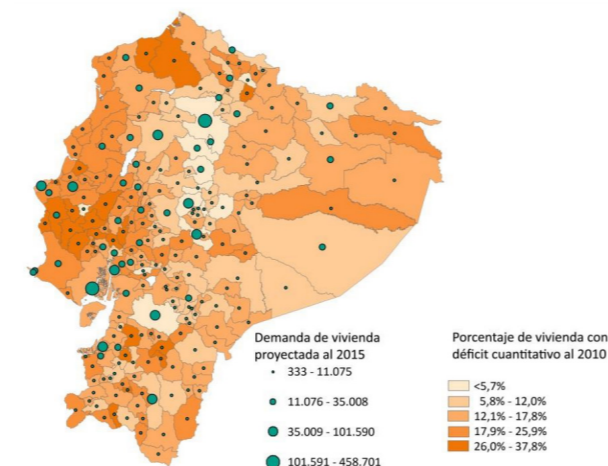 Demanda de vivienda
proyectada al 2015
333 - 11.075
11.076 - 35.008
35.009 - 101.590
101.591 - 458.701
Porcentaje de vivienda con
déficit cuantitativo al 2010
<5,7%
5,8% - 12,0%
12,1% - 17,8%
17,9% - 25,9%
26,0% - 37,8%